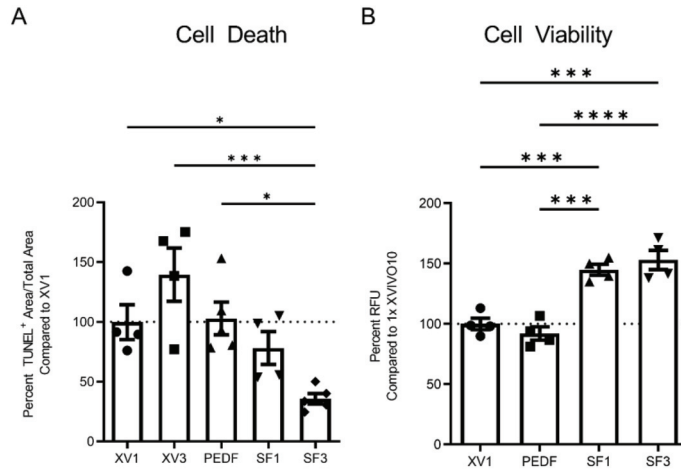 A
Cell Death
*
***
*
Percent TUNEL+ Area/Total Area
Compared to XV1
200
150
100
50
0
XV1 XV3 PEDF SF1 SF3
B
Cell Viability
***
****
***
***
Percent RFU
Compared to 1x XVIVO10
200
150
100
50
0
XV1 PEDF SF1 SF3